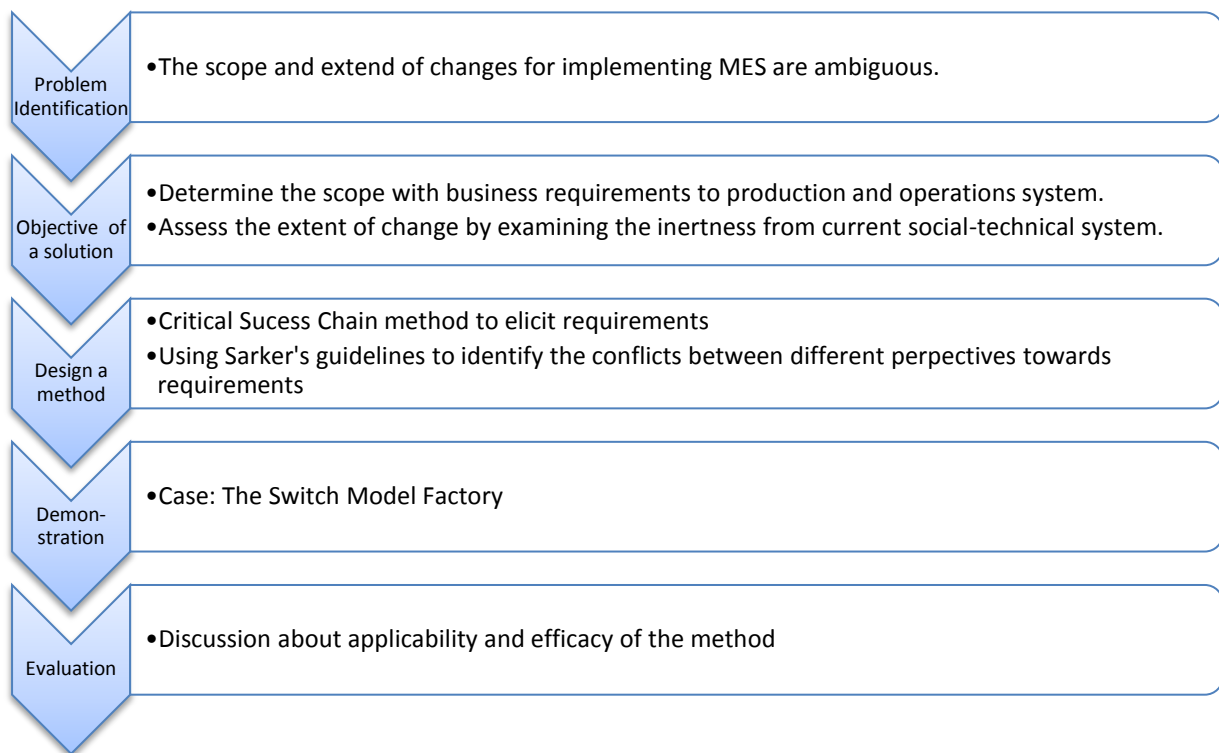 Problem
Identification
•The scope and extend of changes for implementing MES are ambiguous.
Objective of
a solution
•Determine the scope with business requirements to production and operations system.
•Assess the extent of change by examining the inertness from current social-technical system.
Design a
method
•Critical Sucess Chain method to elicit requirements
•Using Sarker's guidelines to identify the conflicts between different perpectives towards
requirements
Demon-
stration
•Case: The Switch Model Factory
Evaluation
•Discussion about applicability and efficacy of the method